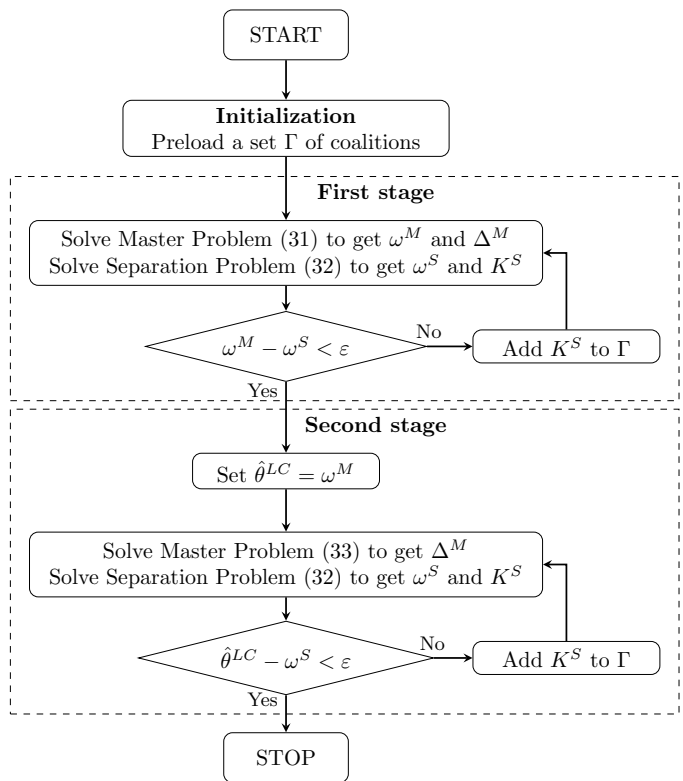 START
Initialization
Preload a set Γ of coalitions
First stage
Solve Master Problem (31) to get ω^M and Δ^M
Solve Separation Problem (32) to get ω^S and K^S
ω^M − ω^S < ε
No
Add K^S to Γ
Yes
Second stage
Set θ̂^{LC} = ω^M
Solve Master Problem (33) to get Δ^M
Solve Separation Problem (32) to get ω^S and K^S
θ̂^{LC} − ω^S < ε
No
Add K^S to Γ
Yes
STOP